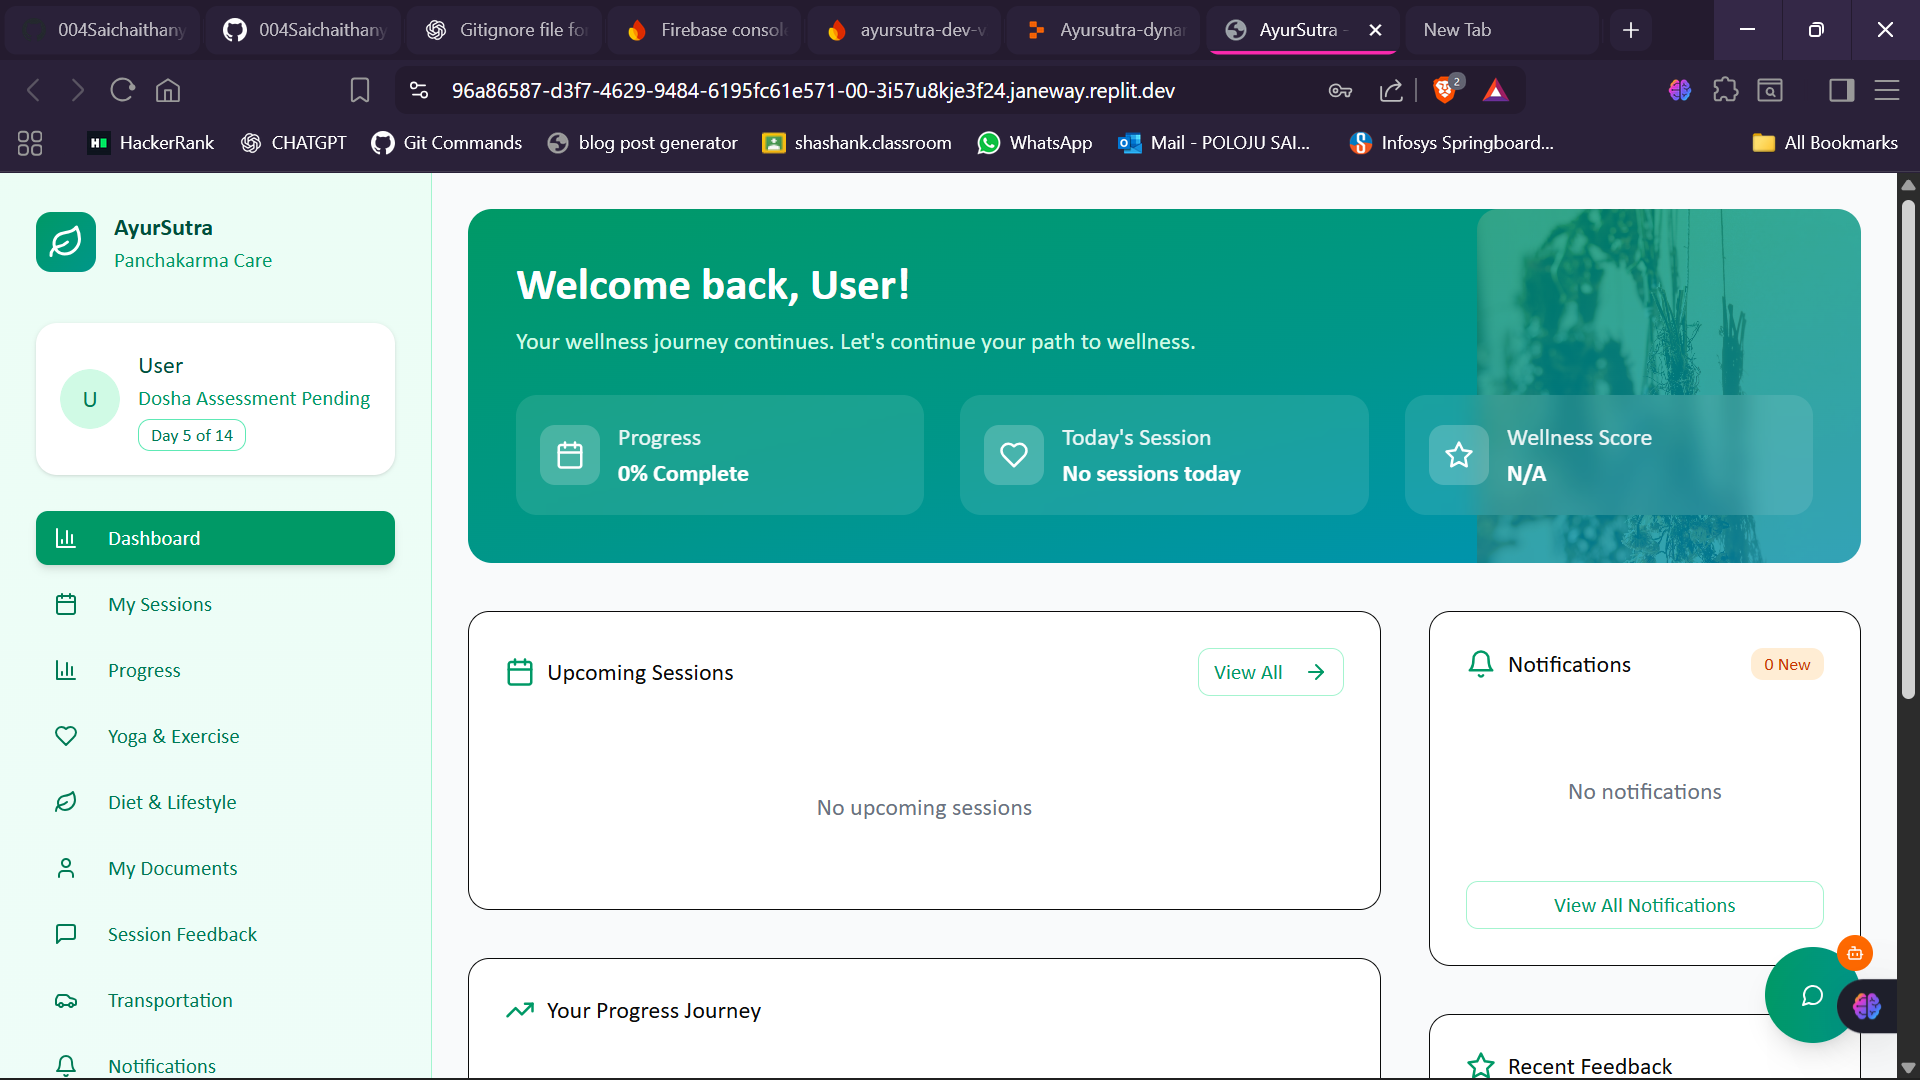 004Saichaithany
004Saichaithany
Gitignore file fo
Firebase console
ayursutra-dev-v
Ayursutra-dynar
AyurSutra -
New Tab
96a86587-d3f7-4629-9484-6195fc61e571-00-3i57u8kje3f24.janeway.replit.dev
2
HackerRank
CHATGPT
Git Commands
blog post generator
shashank.classroom
WhatsApp
Mail - POLOJU SAI...
Infosys Springboard...
All Bookmarks
AyurSutra
Panchakarma Care
U
User
Dosha Assessment Pending
Day 5 of 14
Dashboard
My Sessions
Progress
Yoga & Exercise
Diet & Lifestyle
My Documents
Session Feedback
Transportation
Notifications
Welcome back, User!
Your wellness journey continues. Let's continue your path to wellness.
Progress
0% Complete
Today's Session
No sessions today
Wellness Score
N/A
Upcoming Sessions
View All
No upcoming sessions
Notifications
0 New
No notifications
View All Notifications
Your Progress Journey
Recent Feedback